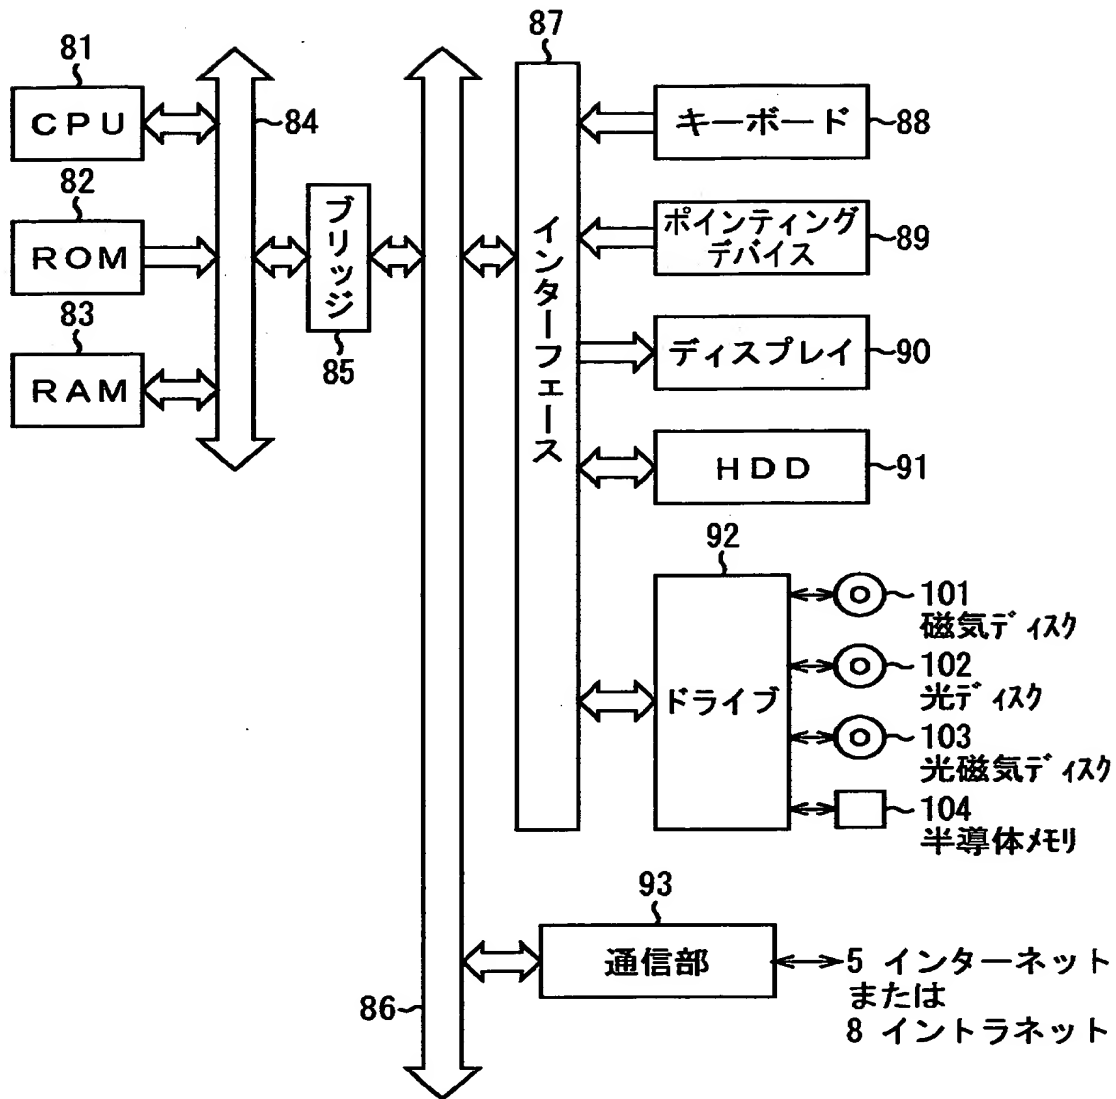 81
CPU
82
ROM
83
RAM
84
ブリッジ
85
86
87
インターフェース
キーボード
88
ポインティング
デバイス
89
ディスプレイ
90
HDD
91
92
ドライブ
101
磁気ディスク
102
光ディスク
103
光磁気ディスク
104
半導体メモリ
93
通信部
5 インターネット
または
8 イントラネット